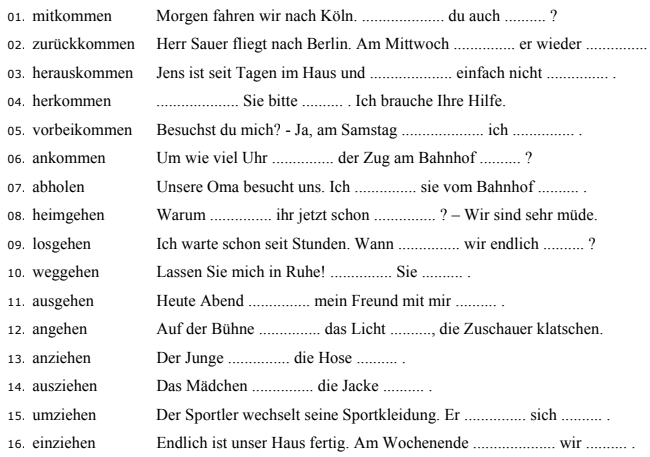 01. mitkommen Morgen fahren wir nach Köln. .................. du auch ......... ?
02. zurückkommen Herr Sauer fliegt nach Berlin. Am Mittwoch ............. er wieder .............
03. herauskommen Jens ist seit Tagen im Haus und .................. einfach nicht .............. .
04. herkommen .................. Sie bitte ......... . Ich brauche Ihre Hilfe.
05. vorbeikommen Besuchst du mich? - Ja, am Samstag .................. ich .............. .
06. ankommen Um wie viel Uhr .............. der Zug am Bahnhof ......... ?
07. abholen Unsere Oma besucht uns. Ich .............. sie vom Bahnhof ......... .
08. heimgehen Warum .............. ihr jetzt schon .............. ? – Wir sind sehr müde.
09. losgehen Ich warte schon seit Stunden. Wann .............. wir endlich ......... ?
10. weggehen Lassen Sie mich in Ruhe! .............. Sie ......... .
11. ausgehen Heute Abend .............. mein Freund mit mir ......... .
12. angehen Auf der Bühne .............. das Licht ........., die Zuschauer klatschen.
13. anziehen Der Junge .............. die Hose ......... .
14. ausziehen Das Mädchen .............. die Jacke ......... .
15. umziehen Der Sportler wechselt seine Sportkleidung. Er .............. sich ......... .
16. einziehen Endlich ist unser Haus fertig. Am Wochenende .................. wir ......... .